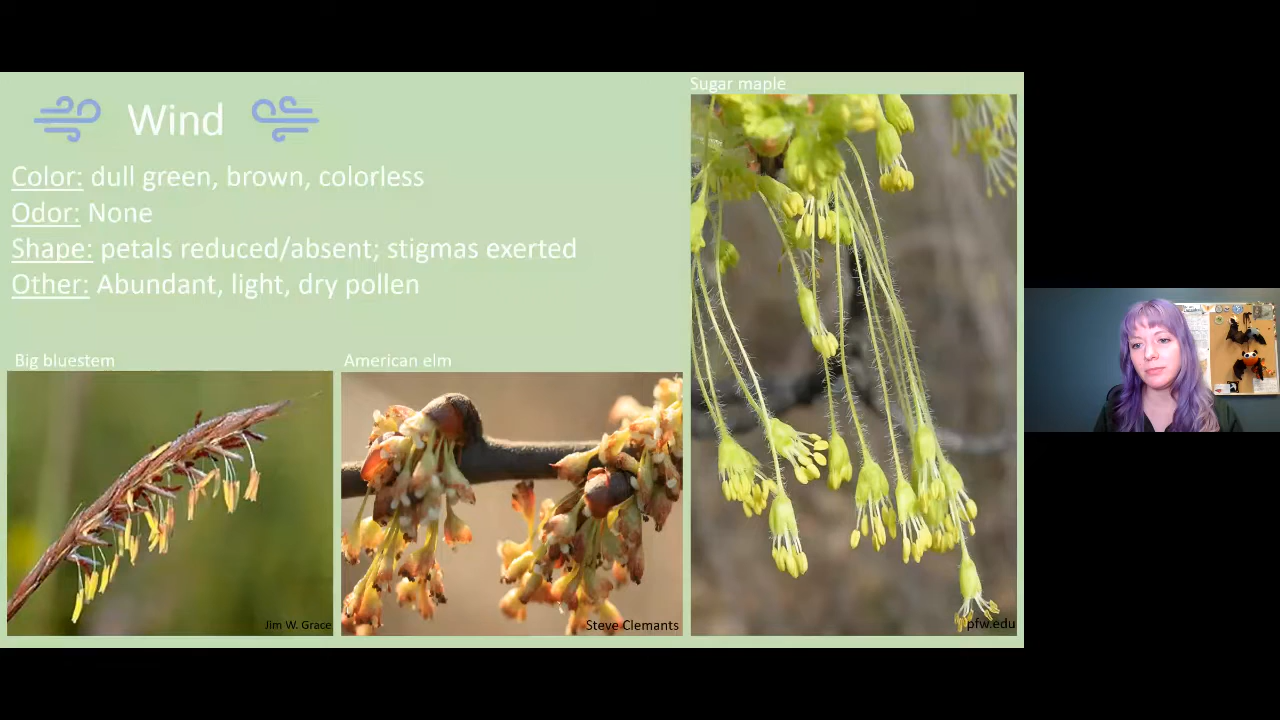 Wind
Color: dull green, brown, colorless
Odor: None
Shape: petals reduced/absent; stigmas exerted
Other: Abundant, light, dry pollen
Big bluestem
American elm
Sugar maple
Jim W. Grace
Steve Clemants
pfw.edu